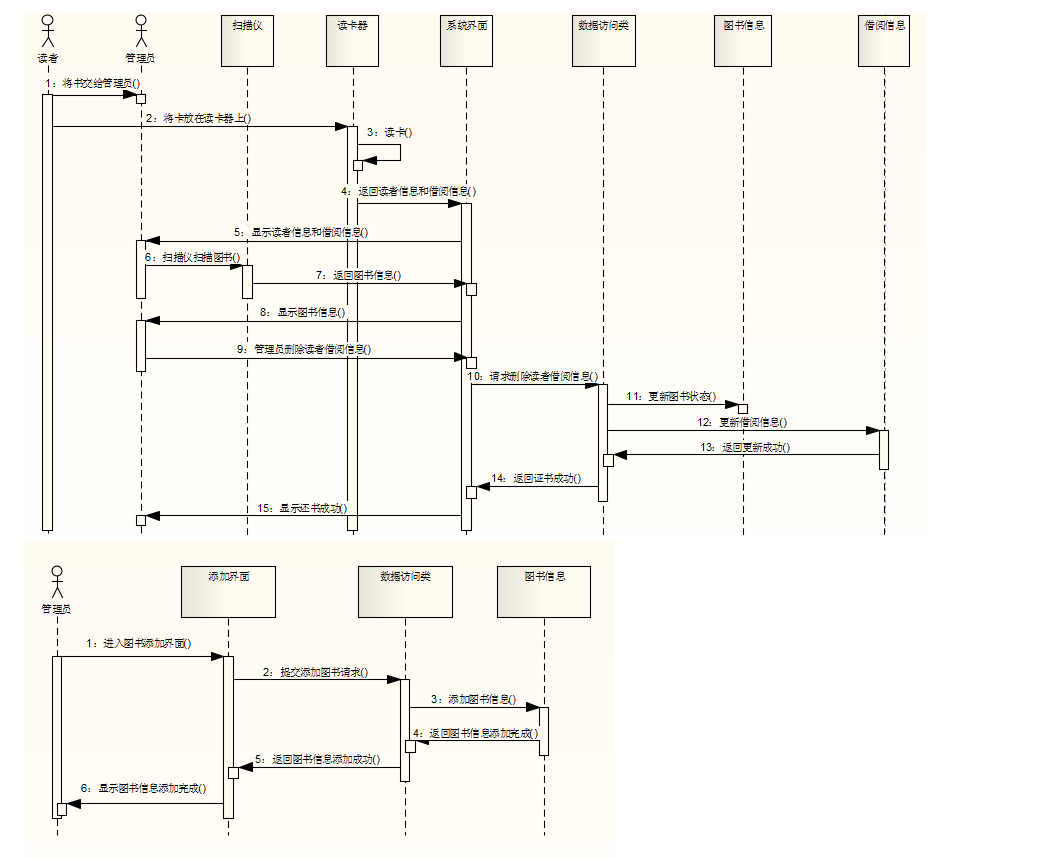 读者
管理员
扫描仪
读卡器
系统界面
数据访问类
图书信息
借阅信息
1：将书交给管理员()
2：将卡放在读卡器上()
3：读卡()
4：返回读者信息和借阅信息()
5：显示读者信息和借阅信息()
6：扫描仪扫描图书()
7：返回图书信息()
8：显示图书信息()
9：管理员删除读者借阅信息()
10：请求删除读者借阅信息()
11：更新图书状态()
12：更新借阅信息()
13：返回更新成功()
14：返回证书成功()
15：显示还书成功()
管理员
添加界面
数据访问类
图书信息
1：进入图书添加界面()
2：提交添加图书请求()
3：添加图书信息()
4：返回图书信息添加完成()
5：返回图书信息添加成功()
6：显示图书信息添加完成()